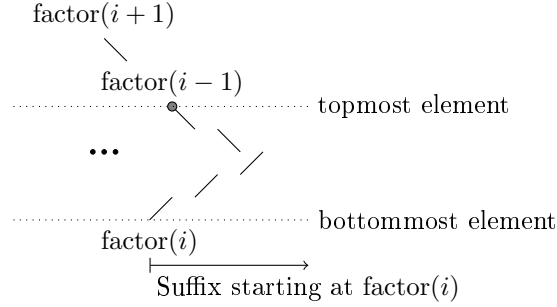 factor(i + 1)
factor(i − 1)
topmost element
...
bottommost element
factor(i)
Suffix starting at factor(i)